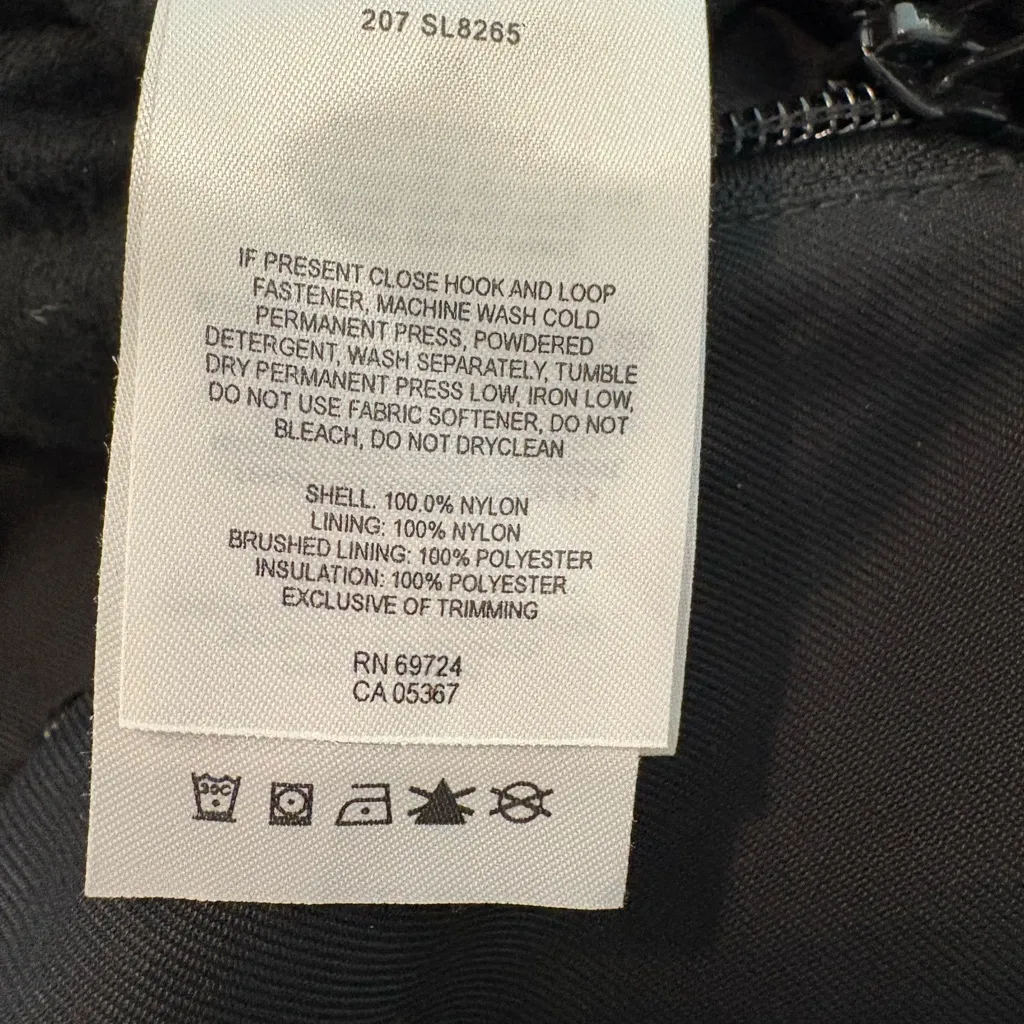 207 SL8265
IF PRESENT CLOSE HOOK AND LOOP
FASTENER, MACHINE WASH COLD
PERMANENT PRESS, POWDERED
DETERGENT, WASH SEPARATELY, TUMBLE
DRY PERMANENT PRESS LOW, IRON LOW,
DO NOT USE FABRIC SOFTENER, DO NOT
BLEACH, DO NOT DRYCLEAN
SHELL. 100.0% NYLON
LINING: 100% NYLON
BRUSHED LINING: 100% POLYESTER
INSULATION: 100% POLYESTER
EXCLUSIVE OF TRIMMING
RN 69724
CA 05367
30C